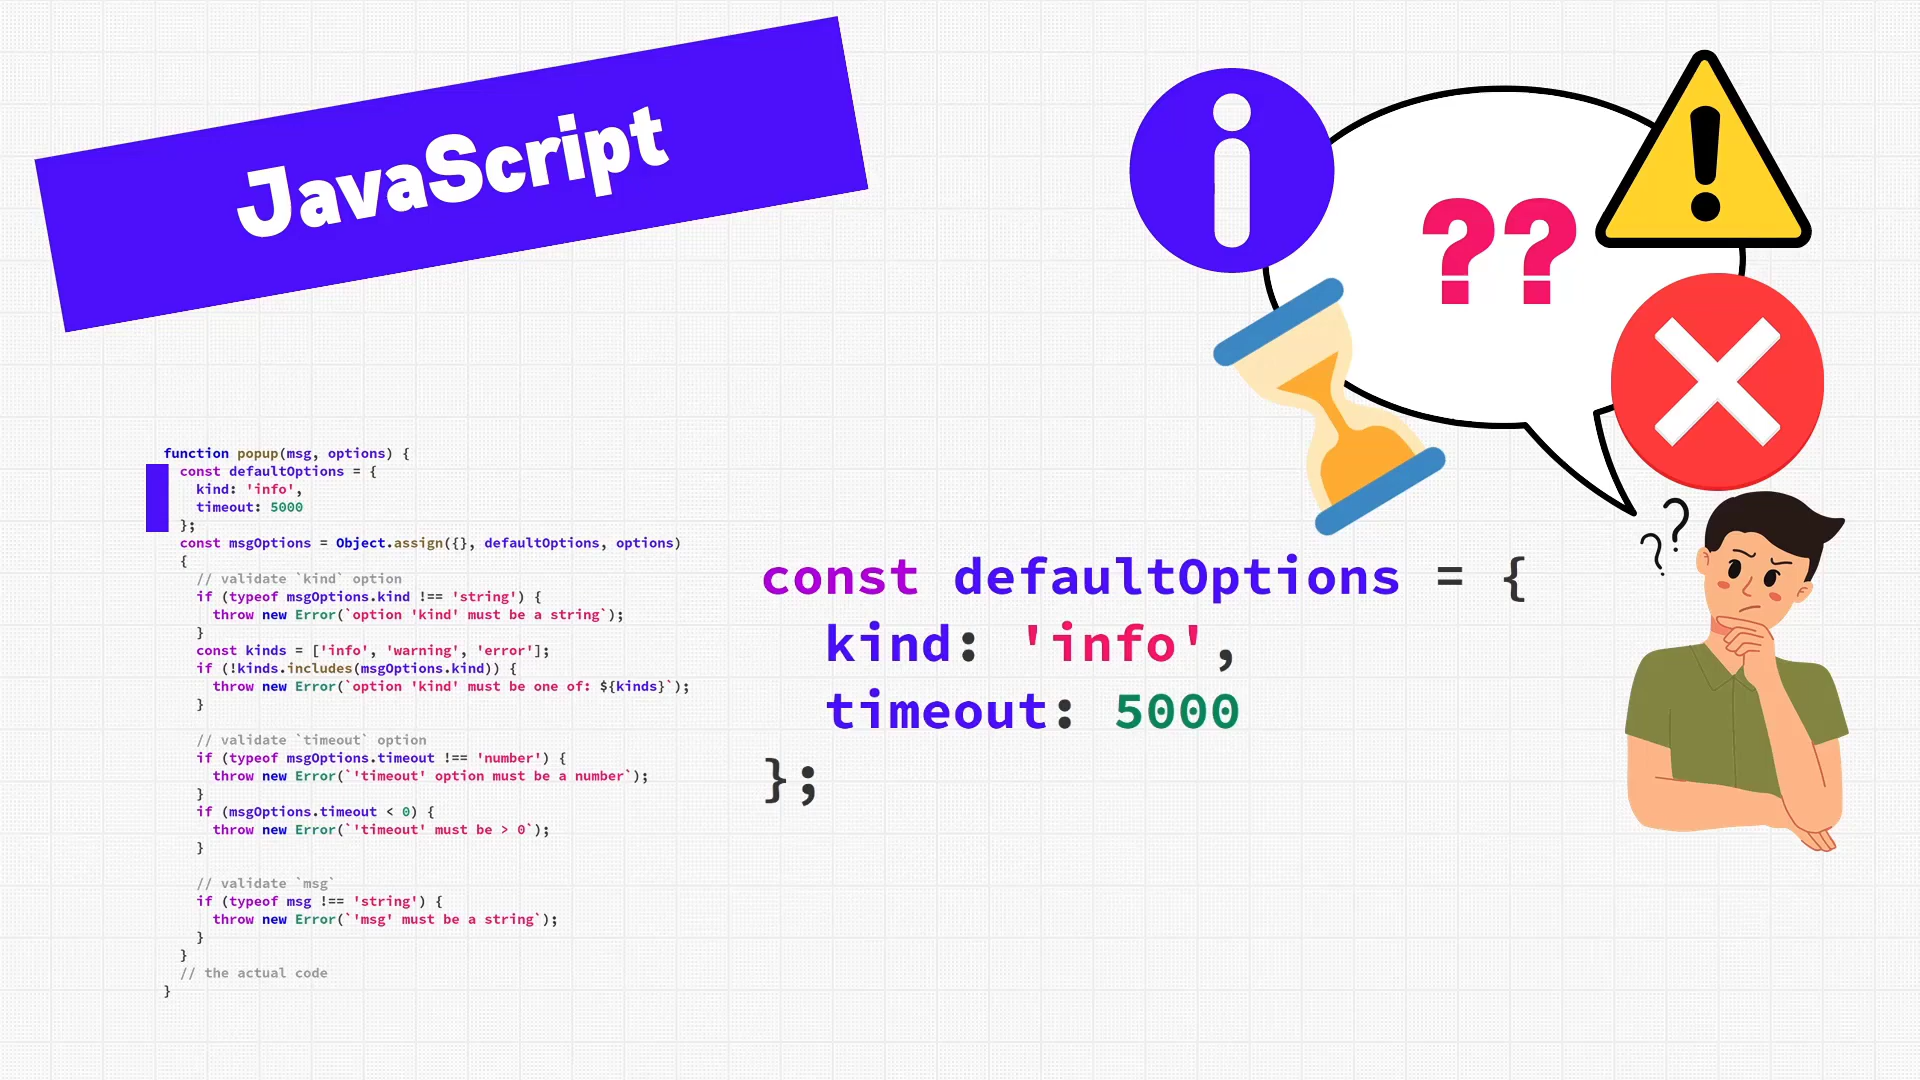 JavaScript
??
function popup(msg, options) {
  const defaultOptions = {
    kind: 'info',
    timeout: 5000
  };
  const msgOptions = Object.assign({}, defaultOptions, options)
  {
    // validate `kind` option
    if (typeof msgOptions.kind !== 'string') {
      throw new Error(`option 'kind' must be a string`);
    }
    const kinds = ['info', 'warning', 'error'];
    if (!kinds.includes(msgOptions.kind)) {
      throw new Error(`option 'kind' must be one of: ${kinds}`);
    }

    // validate `timeout` option
    if (typeof msgOptions.timeout !== 'number') {
      throw new Error(`'timeout' option must be a number`);
    }
    if (msgOptions.timeout < 0) {
      throw new Error(`'timeout' must be > 0`);
    }

    // validate `msg`
    if (typeof msg !== 'string') {
      throw new Error(`'msg' must be a string`);
    }
  }
  // the actual code
}
const defaultOptions = {
  kind: 'info',
  timeout: 5000
};